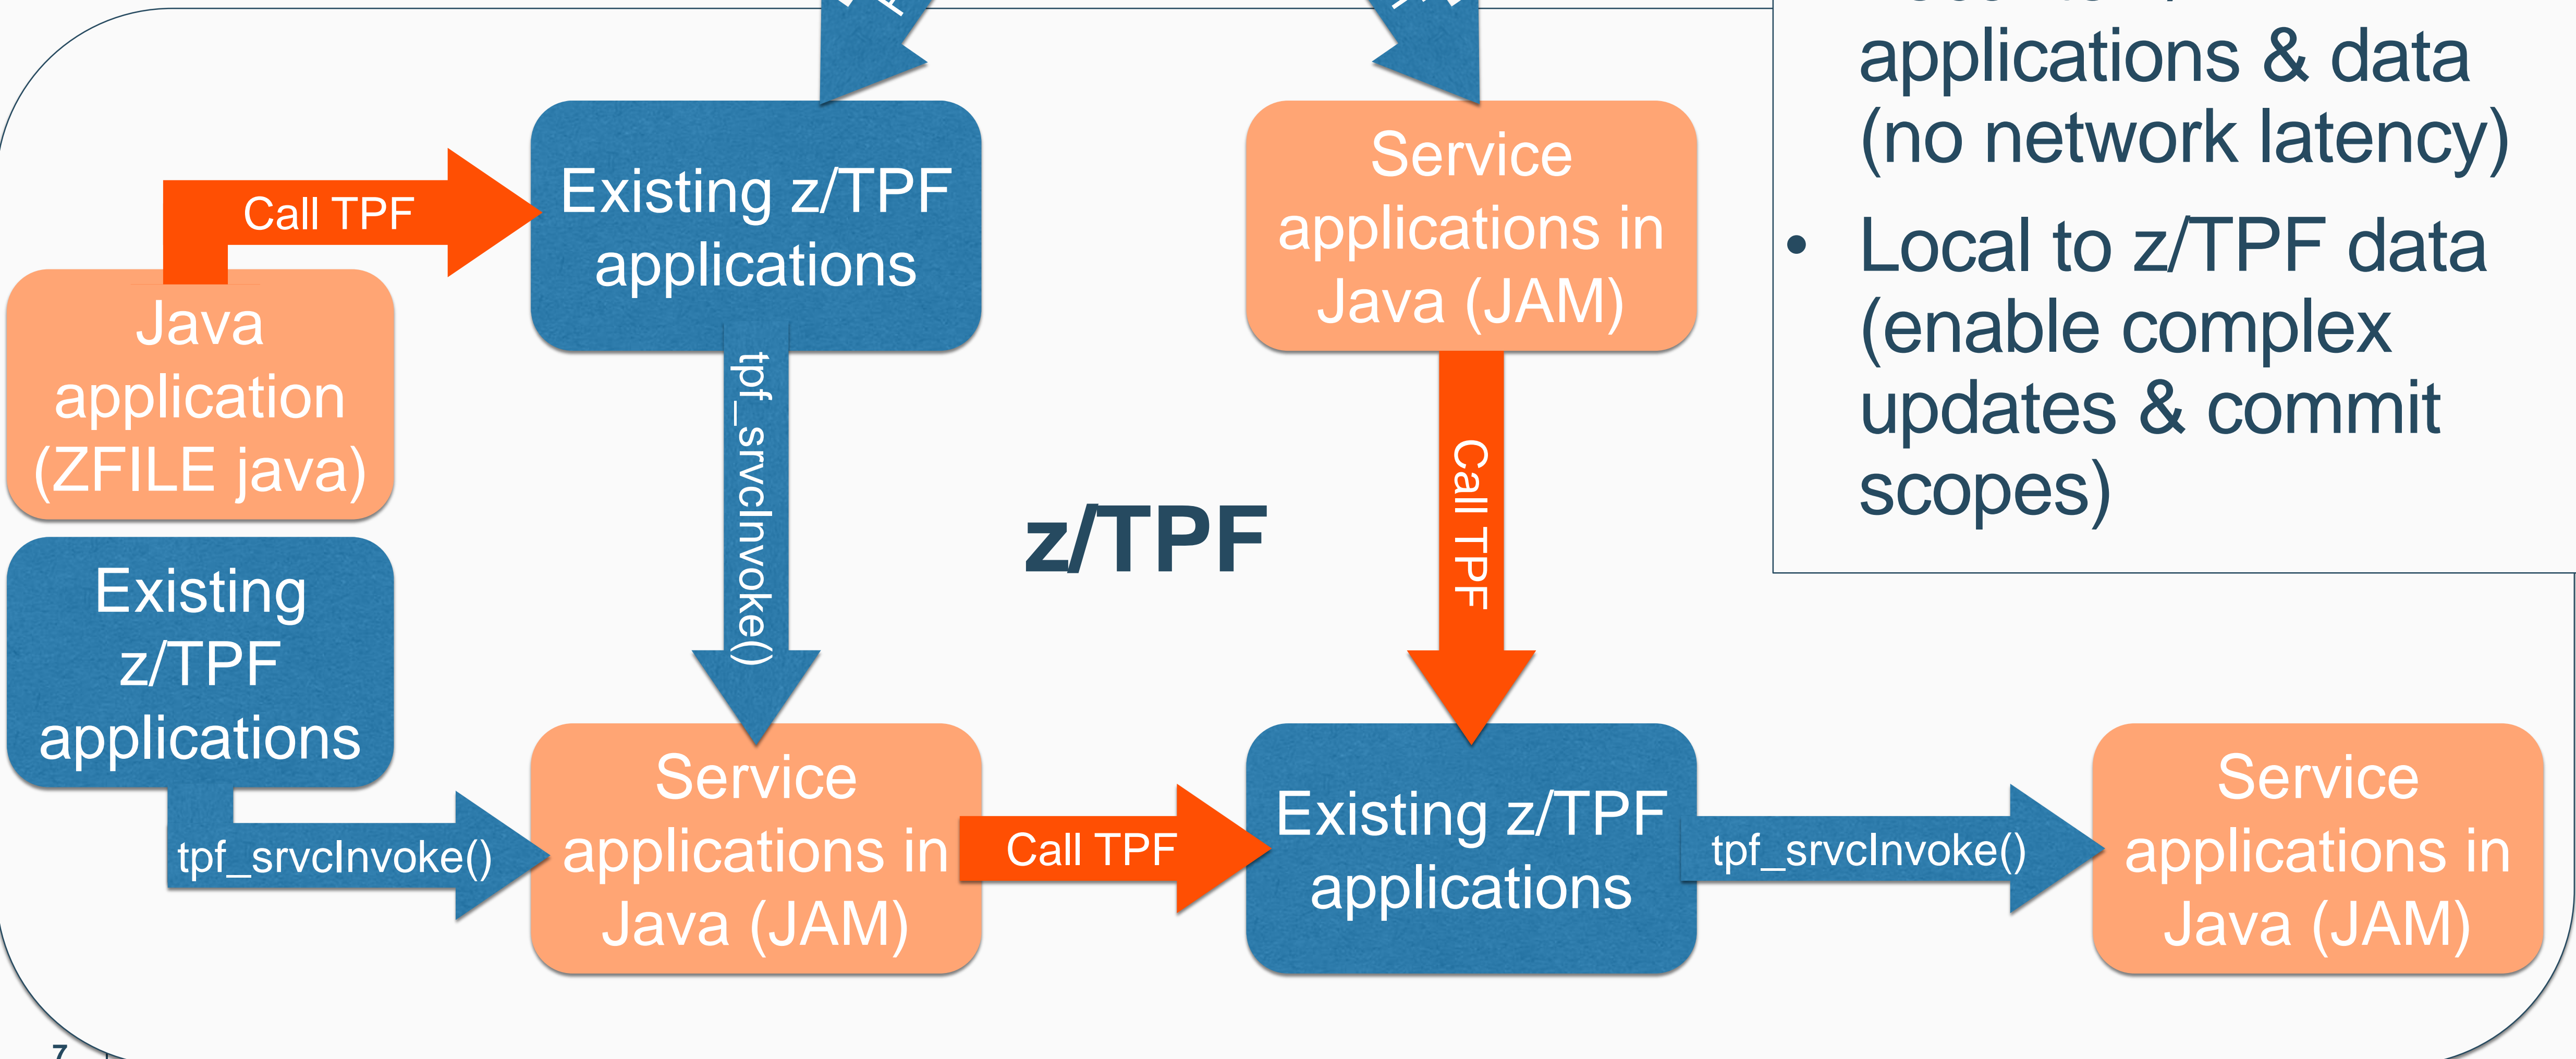 applications & data
(no network latency)
• Local to z/TPF data
(enable complex
updates & commit
scopes)
Call TPF
Existing z/TPF
applications
Service
applications in
Java (JAM)
Java
application
(ZFILE java)
tpf_srvcInvoke()
Call TPF
z/TPF
Existing
z/TPF
applications
tpf_srvcInvoke()
Service
applications in
Java (JAM)
Call TPF
Existing z/TPF
applications
tpf_srvcInvoke()
Service
applications in
Java (JAM)
7